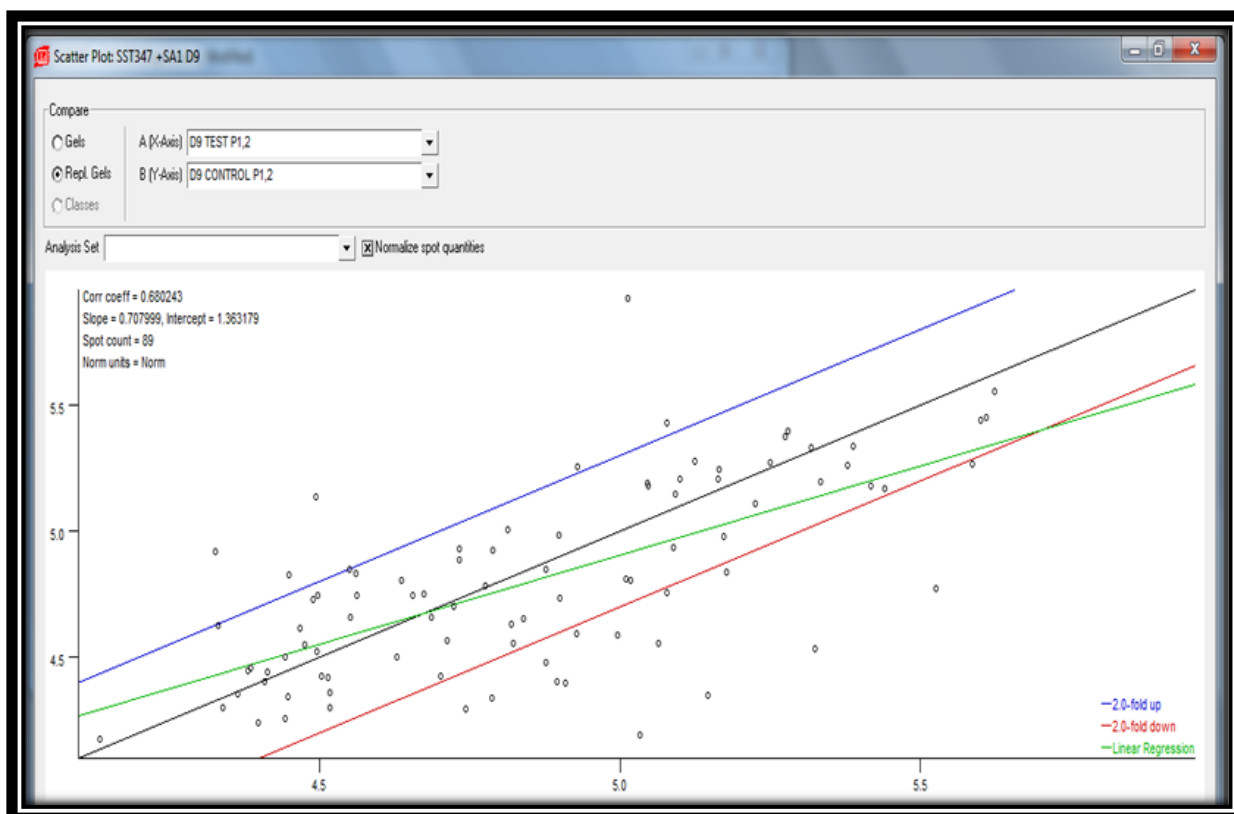 Scatter Plot: SST347 +SA1 D9
Compare
Gels
A (X-Axis) D9 TEST P1,2
Repl. Gels
B (Y-Axis) D9 CONTROL P1,2
Classes
Analysis Set
Normalize spot quantities
Corr coeff = 0.680243
Slope = 0.707999, Intercept = 1.363179
Spot count = 89
Norm units = Norm
5.5
5.0
4.5
2.0-fold up
2.0-fold down
Linear Regression
4.5 5.0 5.5